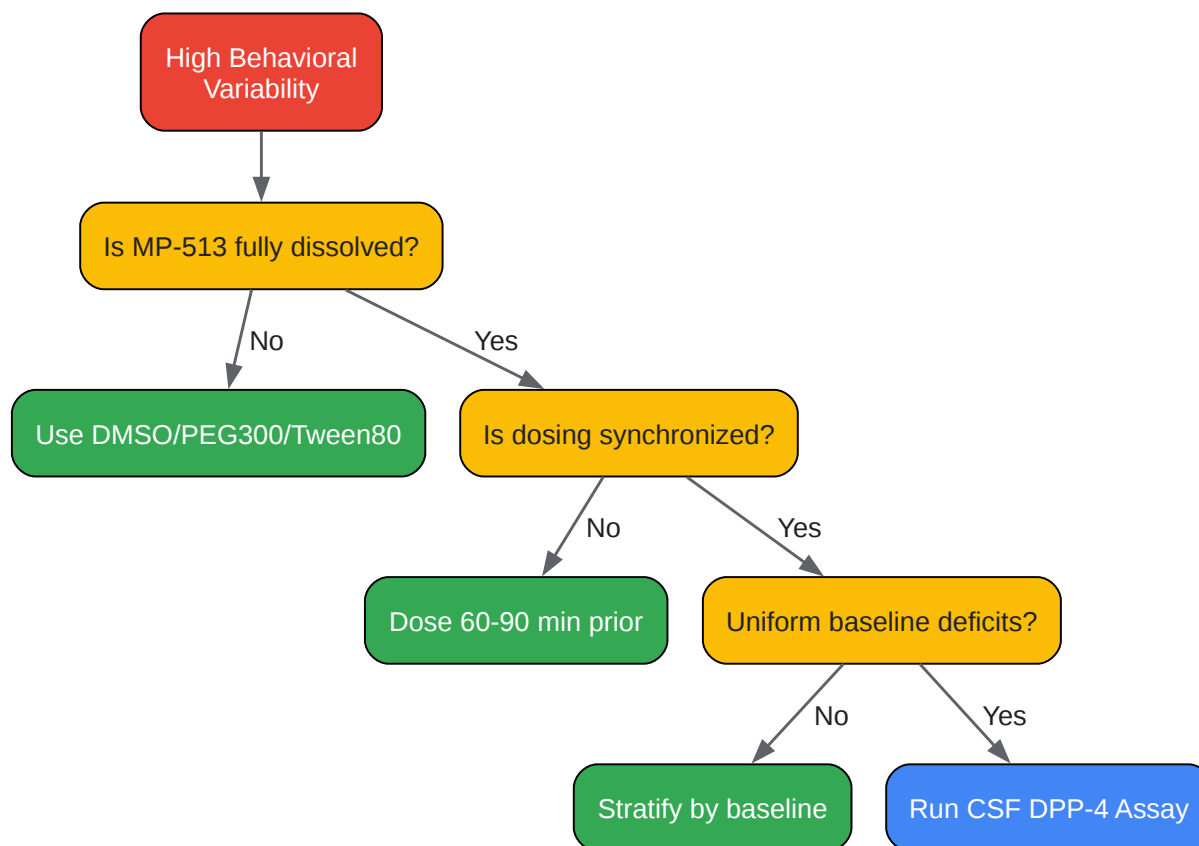 High Behavioral
Variability
Is MP-513 fully dissolved?
No
Yes
Use DMSO/PEG300/Tween80
Is dosing synchronized?
No
Yes
Dose 60-90 min prior
Uniform baseline deficits?
No
Yes
Stratify by baseline
Run CSF DPP-4 Assay